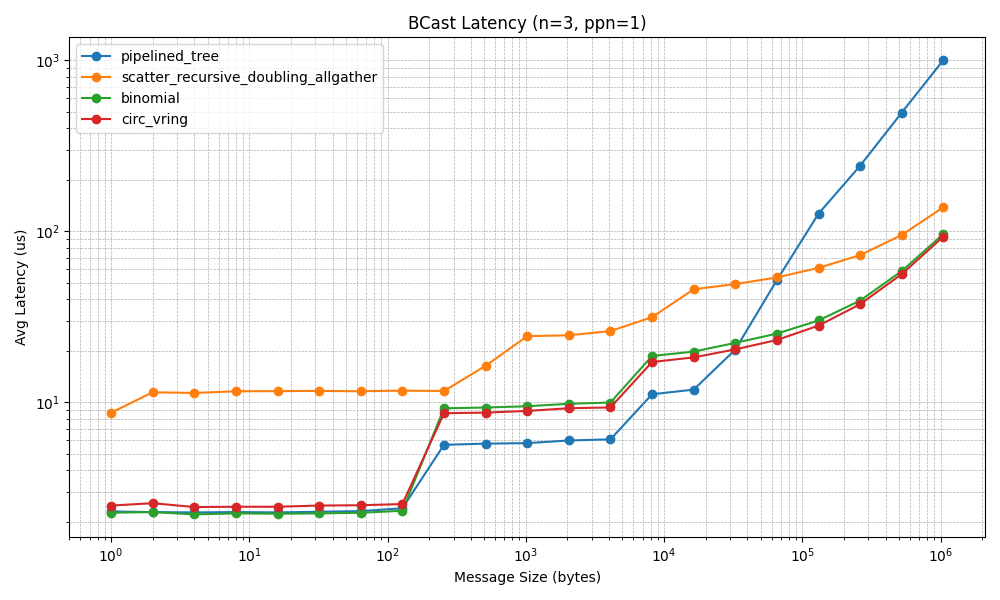 BCast Latency (n=3, ppn=1)
pipelined_tree
scatter_recursive_doubling_allgather
binomial
circ_vring
Avg Latency (us)
10³
10²
10¹
10⁰ 10¹ 10² 10³ 10⁴ 10⁵ 10⁶
Message Size (bytes)